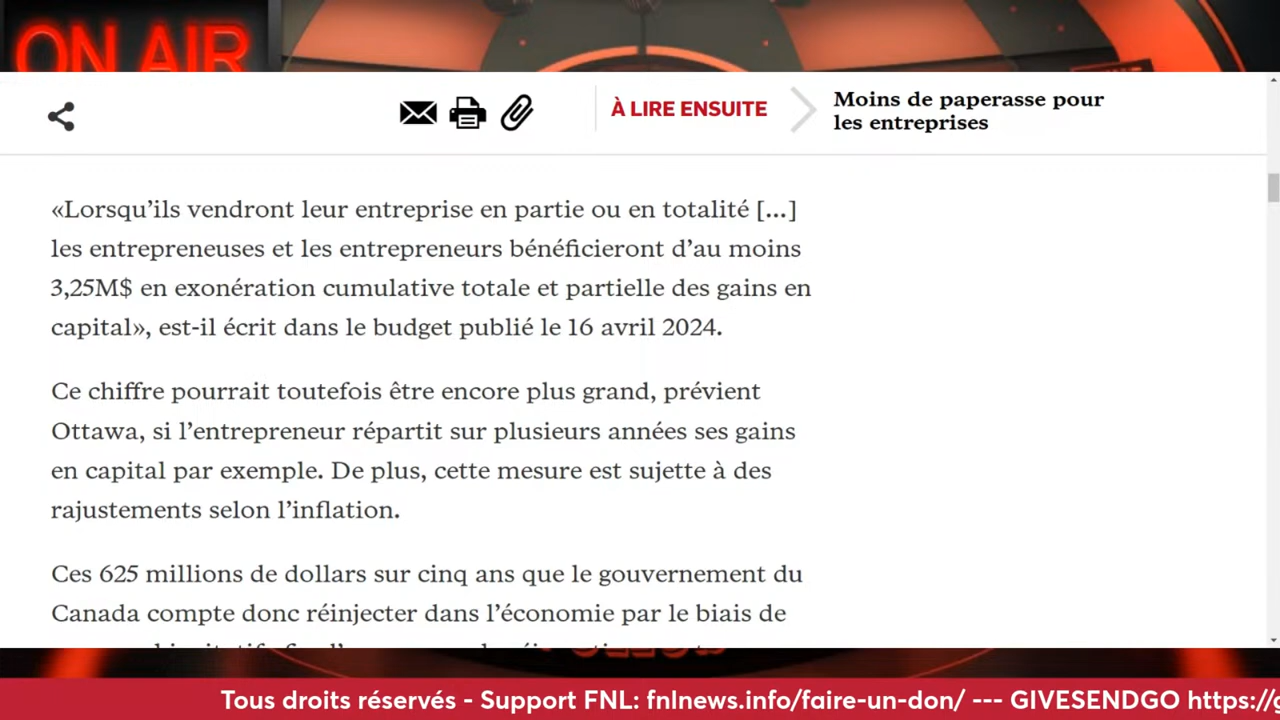 ON AIR
À LIRE ENSUITE
Moins de paperasse pour
les entreprises
«Lorsqu’ils vendront leur entreprise en partie ou en totalité [...]
les entrepreneuses et les entrepreneurs bénéficieront d’au moins
3,25M$ en exonération cumulative totale et partielle des gains en
capital», est-il écrit dans le budget publié le 16 avril 2024.
Ce chiffre pourrait toutefois être encore plus grand, prévient
Ottawa, si l’entrepreneur répartit sur plusieurs années ses gains
en capital par exemple. De plus, cette mesure est sujette à des
rajustements selon l’inflation.
Ces 625 millions de dollars sur cinq ans que le gouvernement du
Canada compte donc réinjecter dans l’économie par le biais de
Tous droits réservés - Support FNL: fnlnews.info/faire-un-don/ --- GIVESENDGO https://g